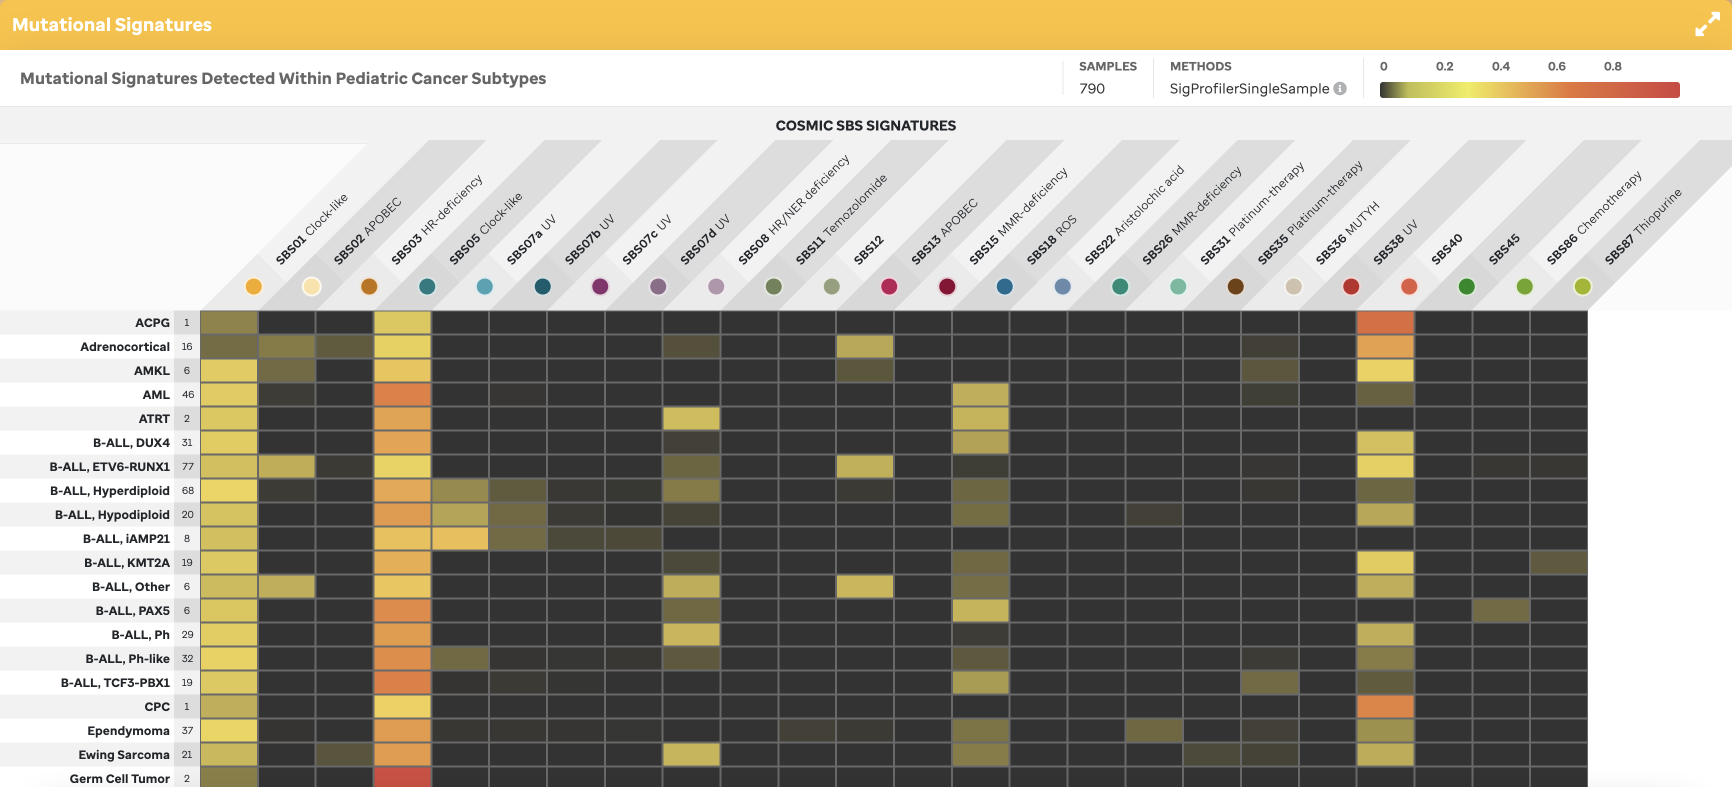 Mutational Signatures
Mutational Signatures Detected Within Pediatric Cancer Subtypes
SAMPLES
790
METHODS
SigProfilerSingleSample
0 0.2 0.4 0.6 0.8
COSMIC SBS SIGNATURES
SBS01 Clock-like
SBS02 APOBEC
SBS03 HR-deficiency
SBS05 Clock-like
SBS07a UV
SBS07b UV
SBS07c UV
SBS07d UV
SBS08 HR/NER deficiency
SBS11 Temozolomide
SBS12
SBS13 APOBEC
SBS15 MMR-deficiency
SBS18 ROS
SBS22 Aristolochic acid
SBS26 MMR-deficiency
SBS31 Platinum-therapy
SBS35 Platinum-therapy
SBS36 MUTYH
SBS38 UV
SBS40
SBS45
SBS86 Chemotherapy
SBS87 Thiopurine
ACPG 1
Adrenocortical 16
AMKL 6
AML 46
ATRT 2
B-ALL, DUX4 31
B-ALL, ETV6-RUNX1 77
B-ALL, Hyperdiploid 68
B-ALL, Hypodiploid 20
B-ALL, iAMP21 8
B-ALL, KMT2A 19
B-ALL, Other 6
B-ALL, PAX5 6
B-ALL, Ph 29
B-ALL, Ph-like 32
B-ALL, TCF3-PBX1 19
CPC 1
Ependymoma 37
Ewing Sarcoma 21
Germ Cell Tumor 2